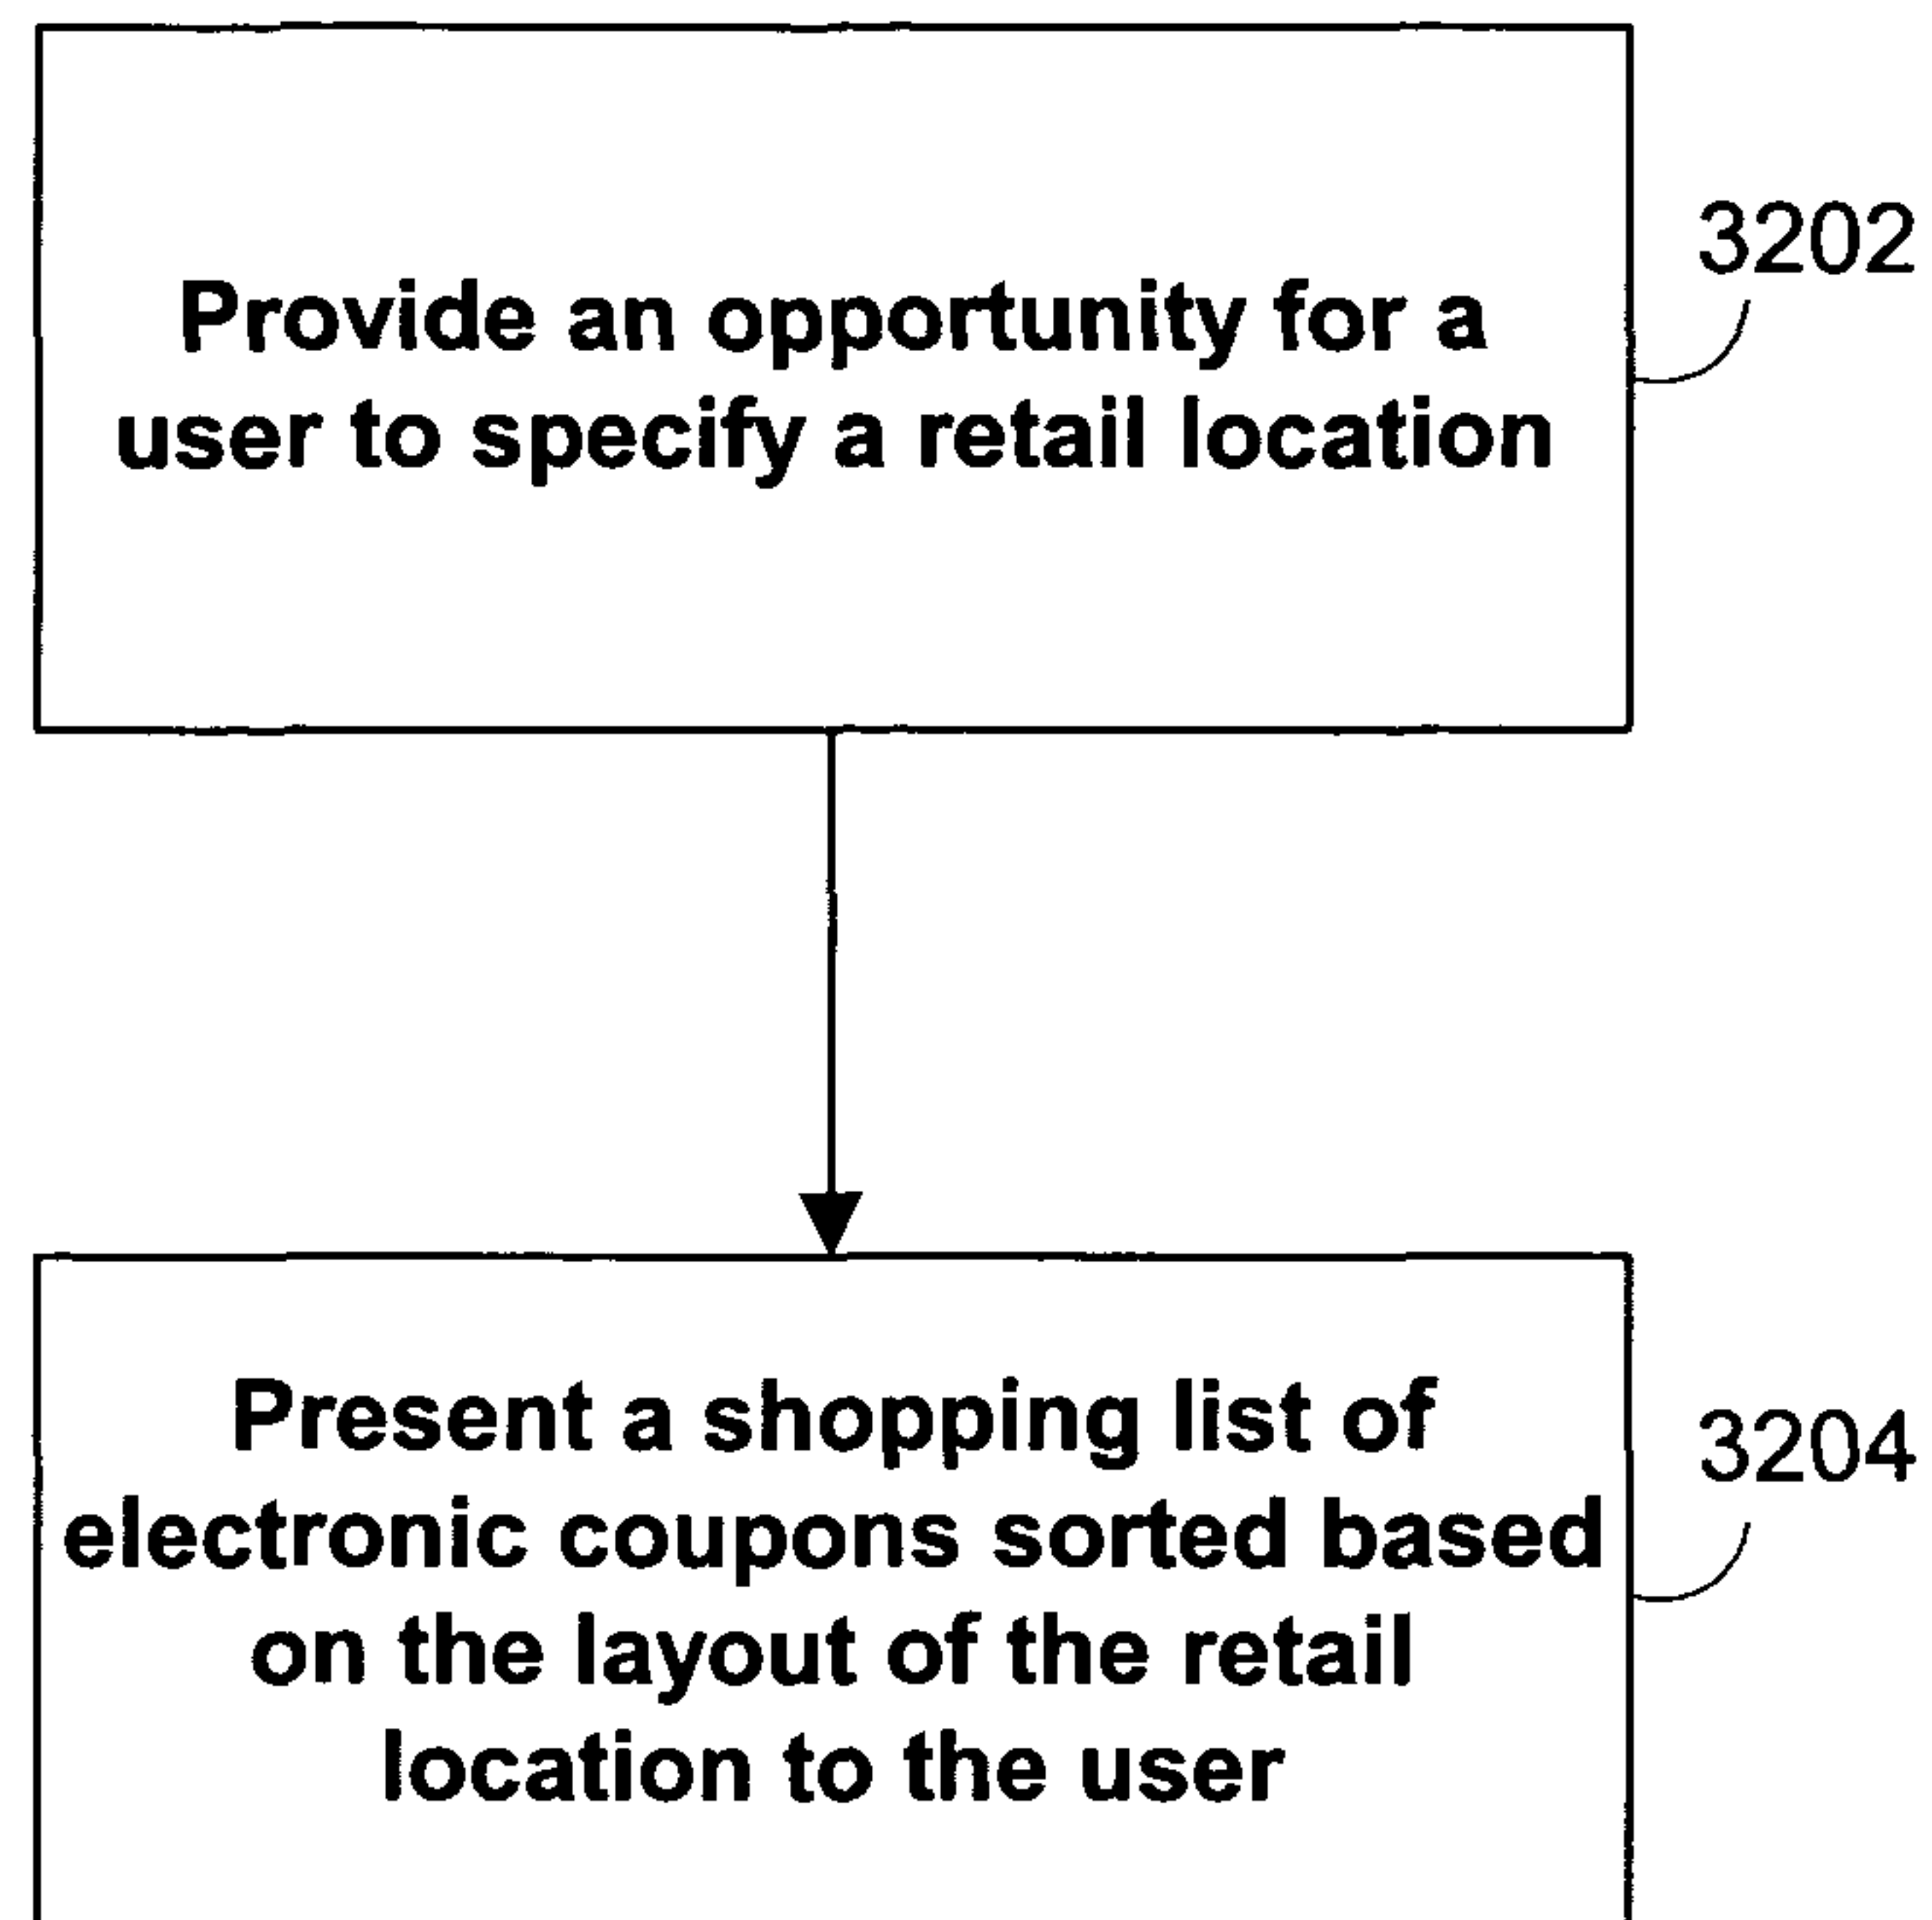 Provide an opportunity for a
user to specify a retail location
3202
Present a shopping list of
electronic coupons sorted based
on the layout of the retail
location to the user
3204